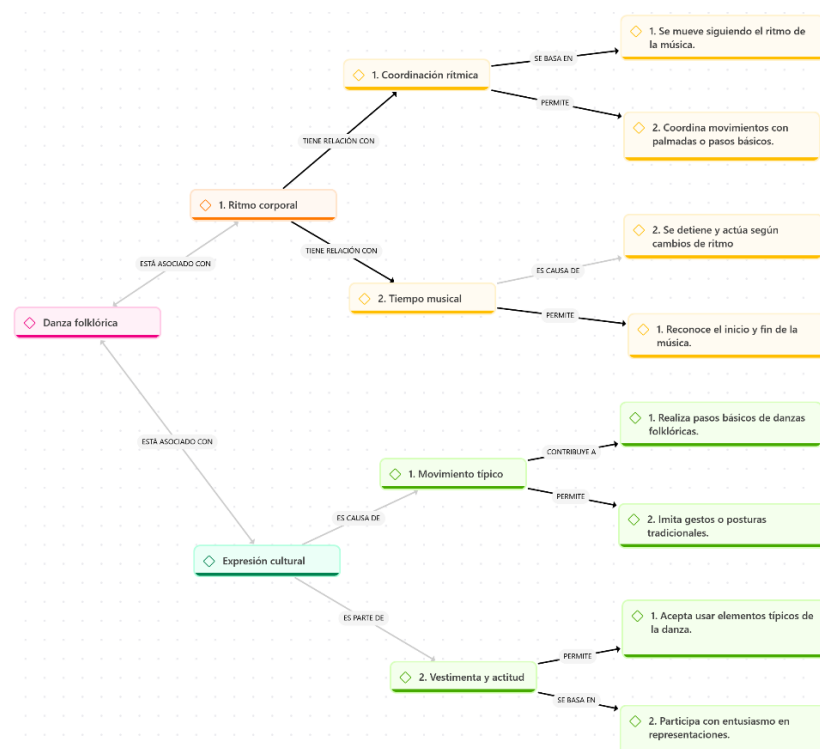 1. Se mueve siguiendo el ritmo de
la música.
SE BASA EN
1. Coordinación rítmica
PERMITE
2. Coordina movimientos con
palmadas o pasos básicos.
TIENE RELACIÓN CON
1. Ritmo corporal
2. Se detiene y actúa según
cambios de ritmo
TIENE RELACIÓN CON
ESTÁ ASOCIADO CON
ES CAUSA DE
2. Tiempo musical
PERMITE
Danza folklórica
1. Reconoce el inicio y fin de la
música.
1. Realiza pasos básicos de danzas
folklóricas.
ESTÁ ASOCIADO CON
CONTRIBUYE A
1. Movimiento típico
PERMITE
ES CAUSA DE
2. Imita gestos o posturas
tradicionales.
Expresión cultural
ES PARTE DE
1. Acepta usar elementos típicos de
la danza.
PERMITE
2. Vestimenta y actitud
SE BASA EN
2. Participa con entusiasmo en
representaciones.